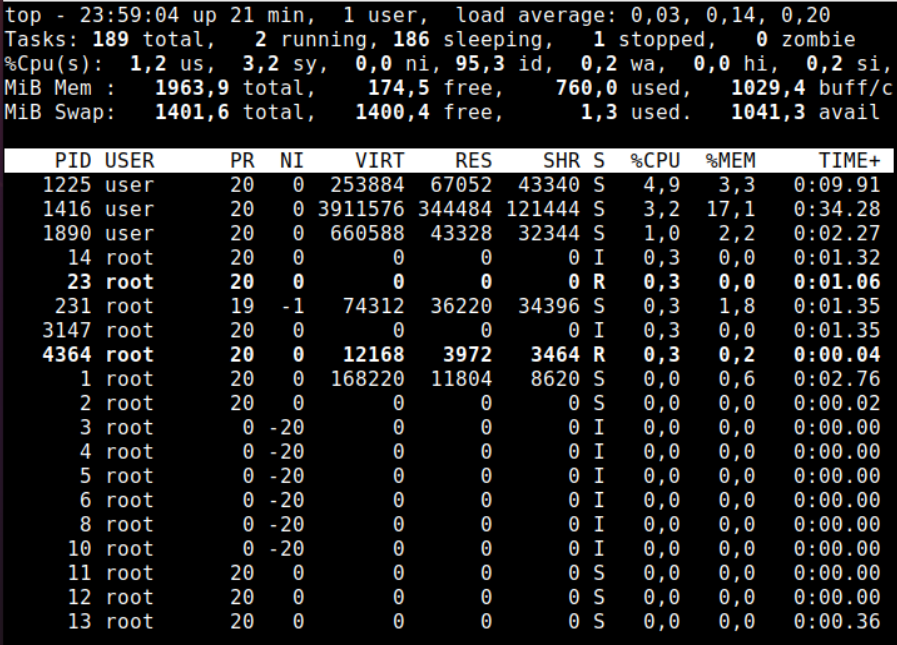 top - 23:59:04 up 21 min,  1 user,  load average: 0,03, 0,14, 0,20
Tasks: 189 total,   2 running, 186 sleeping,   1 stopped,   0 zombie
%Cpu(s):  1,2 us,  3,2 sy,  0,0 ni, 95,3 id,  0,2 wa,  0,0 hi,  0,2 si,
MiB Mem :   1963,9 total,    174,5 free,    760,0 used,   1029,4 buff/c
MiB Swap:   1401,6 total,   1400,4 free,      1,3 used.   1041,3 avail
PID USER      PR  NI    VIRT    RES    SHR S  %CPU  %MEM     TIME+
1225 user      20   0  253884  67052  43340 S   4,9   3,3   0:09.91
1416 user      20   0 3911576 344484 121444 S   3,2  17,1   0:34.28
1890 user      20   0  660588  43328  32344 S   1,0   2,2   0:02.27
14 root      20   0       0      0      0 I   0,3   0,0   0:01.32
23 root      20   0       0      0      0 R   0,3   0,0   0:01.06
231 root      19  -1   74312  36220  34396 S   0,3   1,8   0:01.35
3147 root      20   0       0      0      0 I   0,3   0,0   0:01.35
4364 root      20   0   12168   3972   3464 R   0,3   0,2   0:00.04
1 root      20   0  168220  11804   8620 S   0,0   0,6   0:02.76
2 root      20   0       0      0      0 S   0,0   0,0   0:00.02
3 root       0 -20       0      0      0 I   0,0   0,0   0:00.00
4 root       0 -20       0      0      0 I   0,0   0,0   0:00.00
5 root       0 -20       0      0      0 I   0,0   0,0   0:00.00
6 root       0 -20       0      0      0 I   0,0   0,0   0:00.00
8 root       0 -20       0      0      0 I   0,0   0,0   0:00.00
10 root       0 -20       0      0      0 I   0,0   0,0   0:00.00
11 root      20   0       0      0      0 S   0,0   0,0   0:00.00
12 root      20   0       0      0      0 S   0,0   0,0   0:00.00
13 root      20   0       0      0      0 S   0,0   0,0   0:00.36